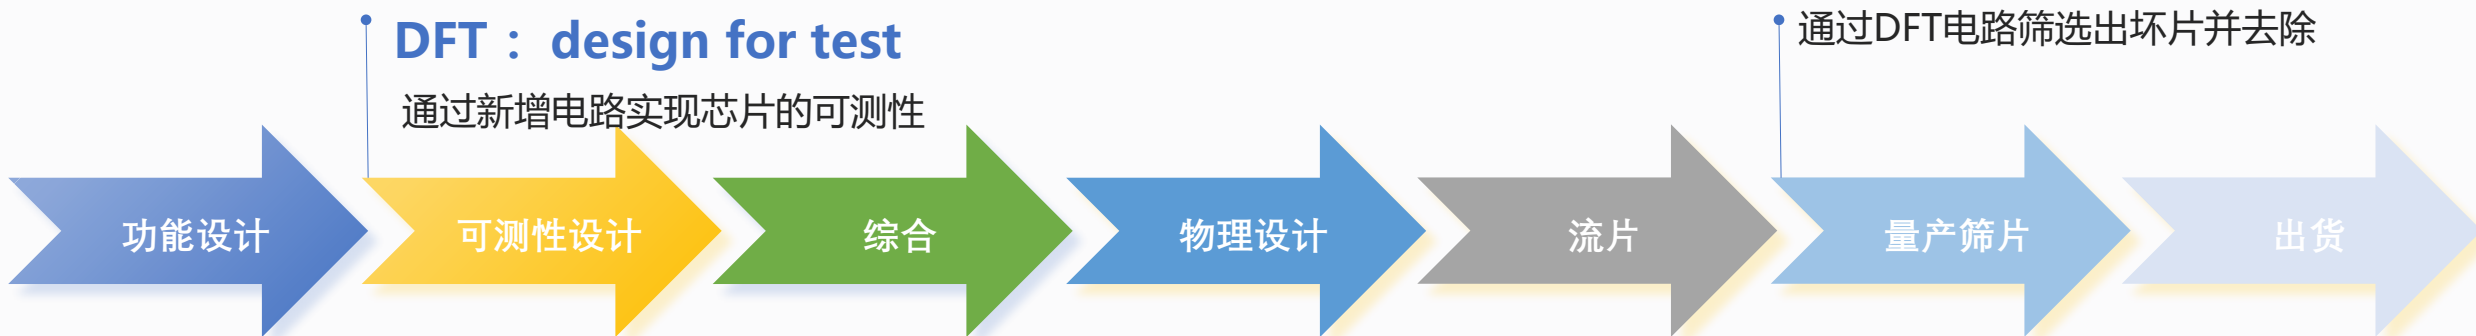 DFT： design for test
通过新增电路实现芯片的可测性
通过DFT电路筛选出坏片并去除
功能设计
可测性设计
综合
物理设计
流片
量产筛片
出货